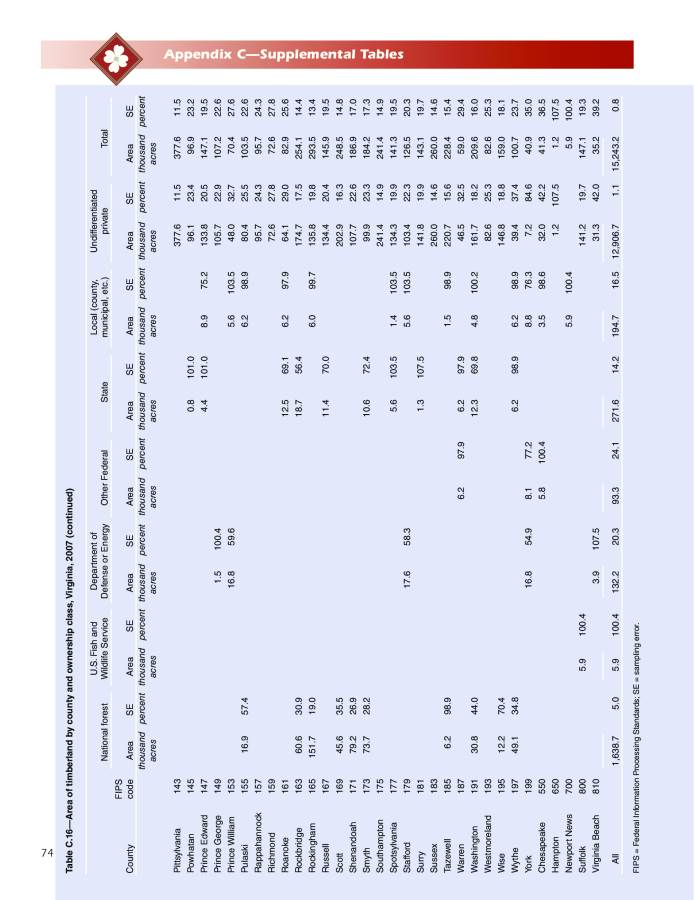 Appendix C—Supplemental Tables
Table C.16—Area of timberland by county and ownership class, Virginia, 2007 (continued)
National forest U.S. Fish and Wildlife Service Department of Defense or Energy Other Federal State Local (county, municipal, etc.) Undifferentiated private Total
County FIPS code Area SE Area SE Area SE Area SE Area SE Area SE Area SE Area SE
thousand acres percent thousand acres percent thousand acres percent thousand acres percent thousand acres percent thousand acres percent thousand acres percent thousand acres percent
Pittsylvania 143 377.6 11.5 377.6 11.5
Powhatan 145 0.8 101.0 96.1 23.4 96.9 23.2
Prince Edward 147 4.4 101.0 8.9 75.2 133.8 20.5 147.1 19.5
Prince George 149 1.5 100.4 105.7 22.9 107.2 22.6
Prince William 153 16.8 59.6 5.6 103.5 48.0 32.7 70.4 27.6
Pulaski 155 16.9 57.4 6.2 98.9 80.4 25.5 103.5 22.6
Rappahannock 157 95.7 24.3 95.7 24.3
Richmond 159 72.6 27.8 72.6 27.8
Roanoke 161 12.5 69.1 6.2 97.9 64.1 29.0 82.9 25.6
Rockbridge 163 60.6 30.9 18.7 56.4 174.7 17.5 254.1 14.4
Rockingham 165 151.7 19.0 6.0 99.7 135.8 19.8 293.5 13.4
Russell 167 11.4 70.0 134.4 20.4 145.9 19.5
Scott 169 45.6 35.5 202.9 16.3 248.5 14.8
Shenandoah 171 79.2 26.9 107.7 22.6 186.9 17.0
Smyth 173 73.7 28.2 10.6 72.4 99.9 23.3 184.2 17.3
Southampton 175 241.4 14.9 241.4 14.9
Spotsylvania 177 5.6 103.5 1.4 103.5 134.3 19.9 141.3 19.5
Stafford 179 17.6 58.3 5.6 103.5 103.4 22.3 126.5 20.3
Surry 181 1.3 107.5 141.8 19.9 143.1 19.7
Sussex 183 260.0 14.6 260.0 14.6
Tazewell 185 6.2 98.9 1.5 98.9 220.7 15.6 228.4 15.4
Warren 187 6.2 97.9 6.2 97.9 46.5 32.5 59.0 29.4
Washington 191 30.8 44.0 12.3 69.8 4.8 100.2 161.7 18.2 209.6 16.0
Westmoreland 193 82.6 25.3 82.6 25.3
Wise 195 12.2 70.4 146.8 18.8 159.0 18.1
Wythe 197 49.1 34.8 6.2 98.9 6.2 98.9 39.4 37.4 100.7 23.7
York 199 16.8 54.9 8.1 77.2 8.8 76.3 7.2 84.6 40.9 35.0
Chesapeake 550 5.8 100.4 3.5 98.6 32.0 42.2 41.3 36.5
Hampton 650 1.2 107.5 1.2 107.5
Newport News 700 5.9 100.4 5.9 100.4
Suffolk 800 5.9 100.4 141.2 19.7 147.1 19.3
Virginia Beach 810 3.9 107.5 31.3 42.0 35.2 39.2
All 1,638.7 5.0 5.9 100.4 132.2 20.3 93.3 24.1 271.6 14.2 194.7 16.5 12,906.7 1.1 15,243.2 0.8
FIPS = Federal Information Processing Standards; SE = sampling error.
74